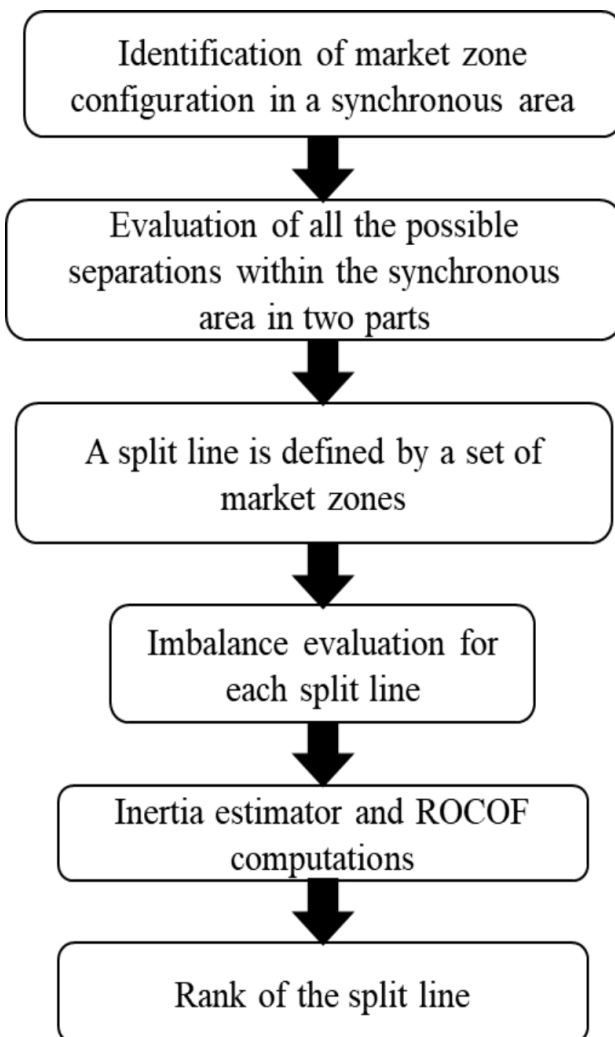 Identification of market zone
configuration in a synchronous area
Evaluation of all the possible
separations within the synchronous
area in two parts
A split line is defined by a set of
market zones
Imbalance evaluation for
each split line
Inertia estimator and ROCOF
computations
Rank of the split line